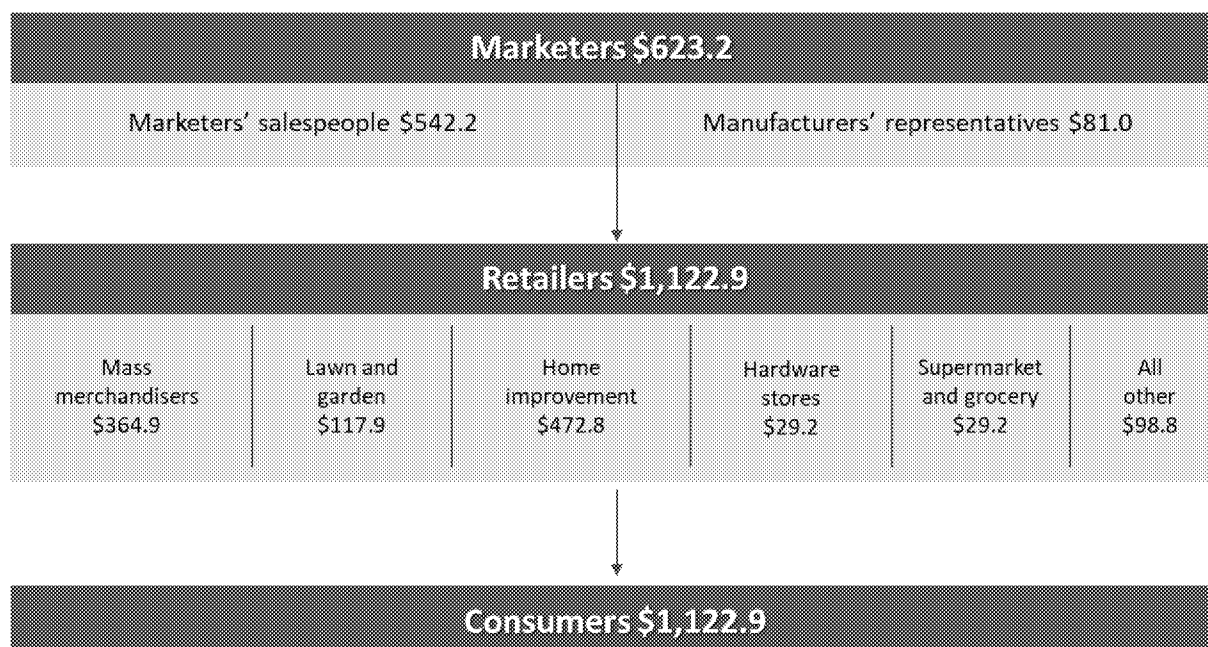 Marketers $623.2
Marketers’ salespeople $542.2
Manufacturers’ representatives $81.0
Retailers $1,122.9
Mass
merchandisers
$364.9
Lawn and
garden
$117.9
Home
improvement
$472.8
Hardware
stores
$29.2
Supermarket
and grocery
$29.2
All
other
$98.8
Consumers $1,122.9